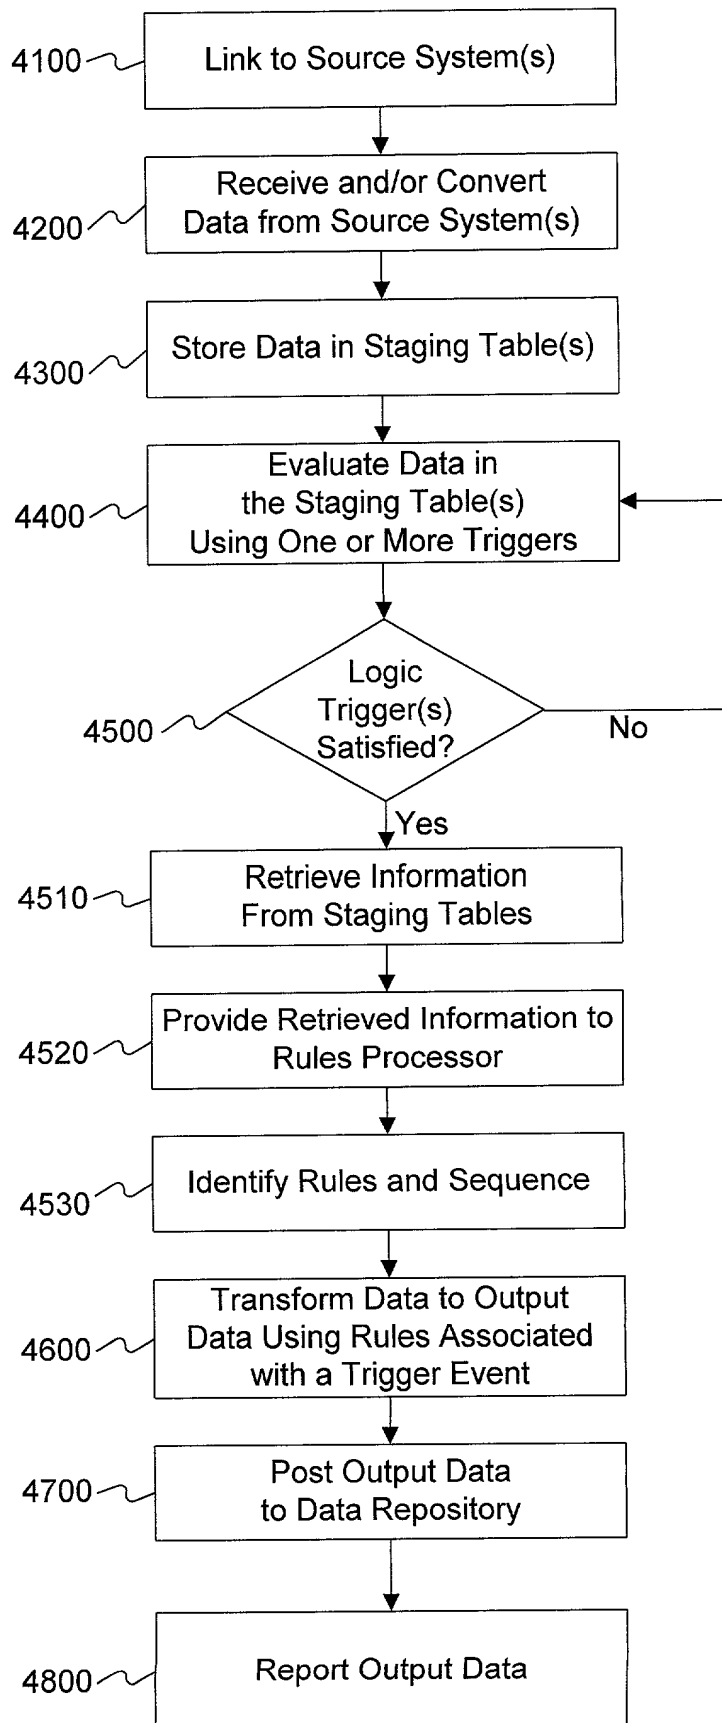 4100
Link to Source System(s)
4200
Receive and/or Convert
Data from Source System(s)
4300
Store Data in Staging Table(s)
4400
Evaluate Data in
the Staging Table(s)
Using One or More Triggers
4500
Logic
Trigger(s)
Satisfied?
No
Yes
4510
Retrieve Information
From Staging Tables
4520
Provide Retrieved Information to
Rules Processor
4530
Identify Rules and Sequence
4600
Transform Data to Output
Data Using Rules Associated
with a Trigger Event
4700
Post Output Data
to Data Repository
4800
Report Output Data